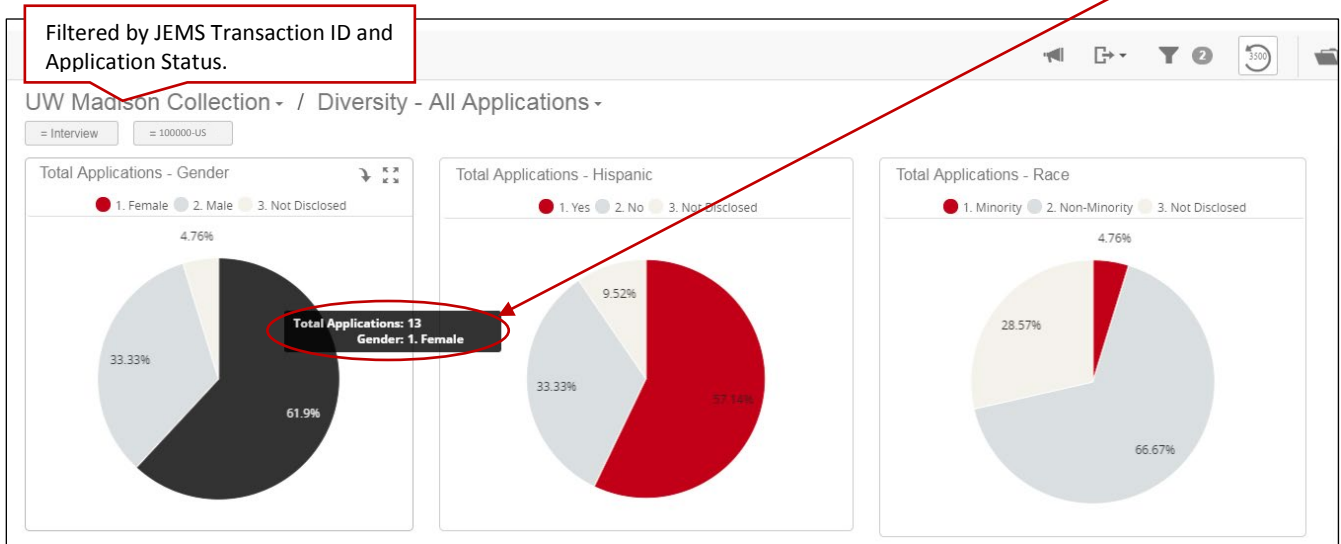 Filtered by JEMS Transaction ID and
Application Status.
2
3500
UW Madison Collection / Diversity - All Applications
= Interview = 100000-US
Total Applications - Gender
1. Female 2. Male 3. Not Disclosed
4.76%
33.33%
61.9%
Total Applications: 13
Gender: 1. Female
Total Applications - Hispanic
1. Yes 2. No 3. Not Disclosed
9.52%
33.33%
57.14%
Total Applications - Race
1. Minority 2. Non-Minority 3. Not Disclosed
4.76%
28.57%
66.67%